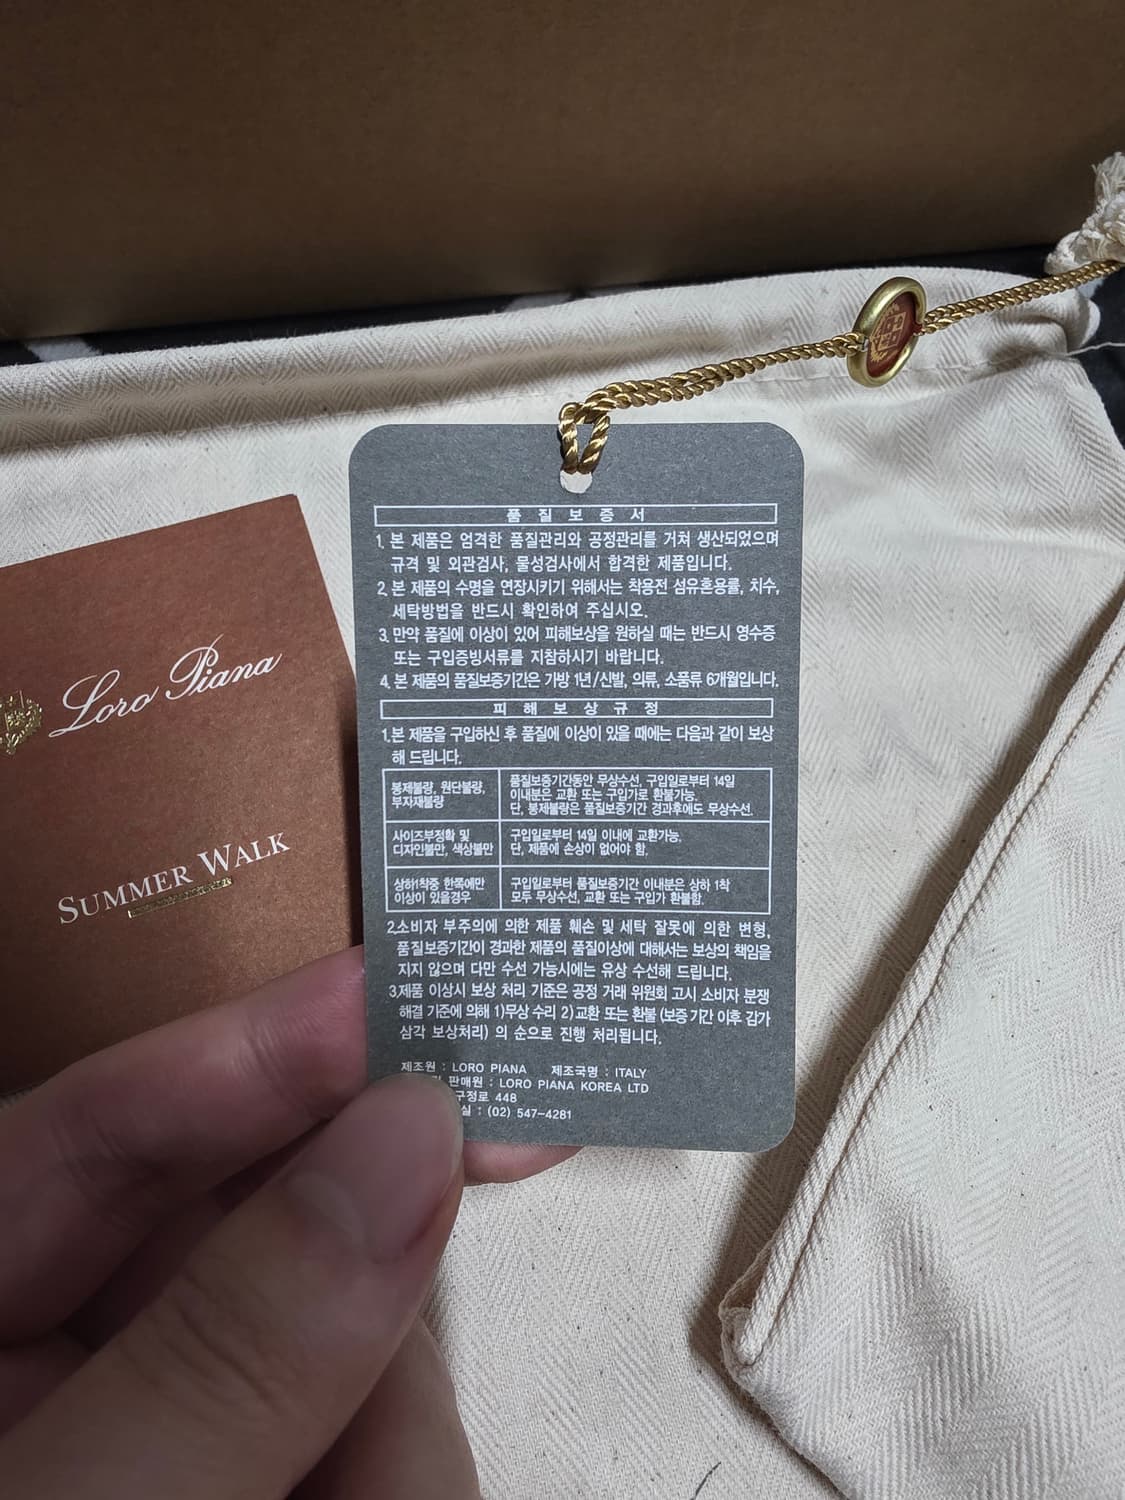 품질보증서
1. 본 제품은 엄격한 품질관리와 공정관리를 거쳐 생산되었으며
규격 및 외관검사, 물성검사에서 합격한 제품입니다.
2. 본 제품의 수명을 연장시키기 위해서는 착용전 섬유혼용률, 치수,
세탁방법을 반드시 확인하여 주십시오.
3. 만약 품질에 이상이 있어 피해보상을 원하실 때는 반드시 영수증
또는 구입증빙서류를 지참하시기 바랍니다.
4. 본 제품의 품질보증기간은 가방 1년/신발, 의류, 소품류 6개월입니다.
피해보상규정
1.본 제품을 구입하신 후 품질에 이상이 있을 때에는 다음과 같이 보상
해 드립니다.
봉제불량, 원단불량,
부자재불량
품질보증기간동안 무상수선, 구입일로부터 14일
이내분은 교환 또는 구입가로 환불가능.
단, 봉제불량은 품질보증기간 경과후에도 무상수선.
사이즈부정확 및
디자인불만, 색상불만
구입일로부터 14일 이내에 교환가능.
단, 제품에 손상이 없어야 함.
상하1착중 한쪽에만
이상이 있을경우
구입일로부터 품질보증기간 이내분은 상하 1착
모두 무상수선, 교환 또는 구입가 환불함.
2.소비자 부주의에 의한 제품 훼손 및 세탁 잘못에 의한 변형,
품질보증기간이 경과한 제품의 품질이상에 대해서는 보상의 책임을
지지 않으며 다만 수선 가능시에는 유상 수선해 드립니다.
3.제품 이상시 보상 처리 기준은 공정 거래 위원회 고시 소비자 분쟁
해결 기준에 의해 1)무상 수리 2)교환 또는 환불 (보증 기간 이후 감가
삼각 보상처리) 의 순으로 진행 처리됩니다.
제조원 : LORO PIANA 제조국명 : ITALY
판매원 : LORO PIANA KOREA LTD
구정로 448
실 : (02) 547-4281
Loro Piana
SUMMER WALK